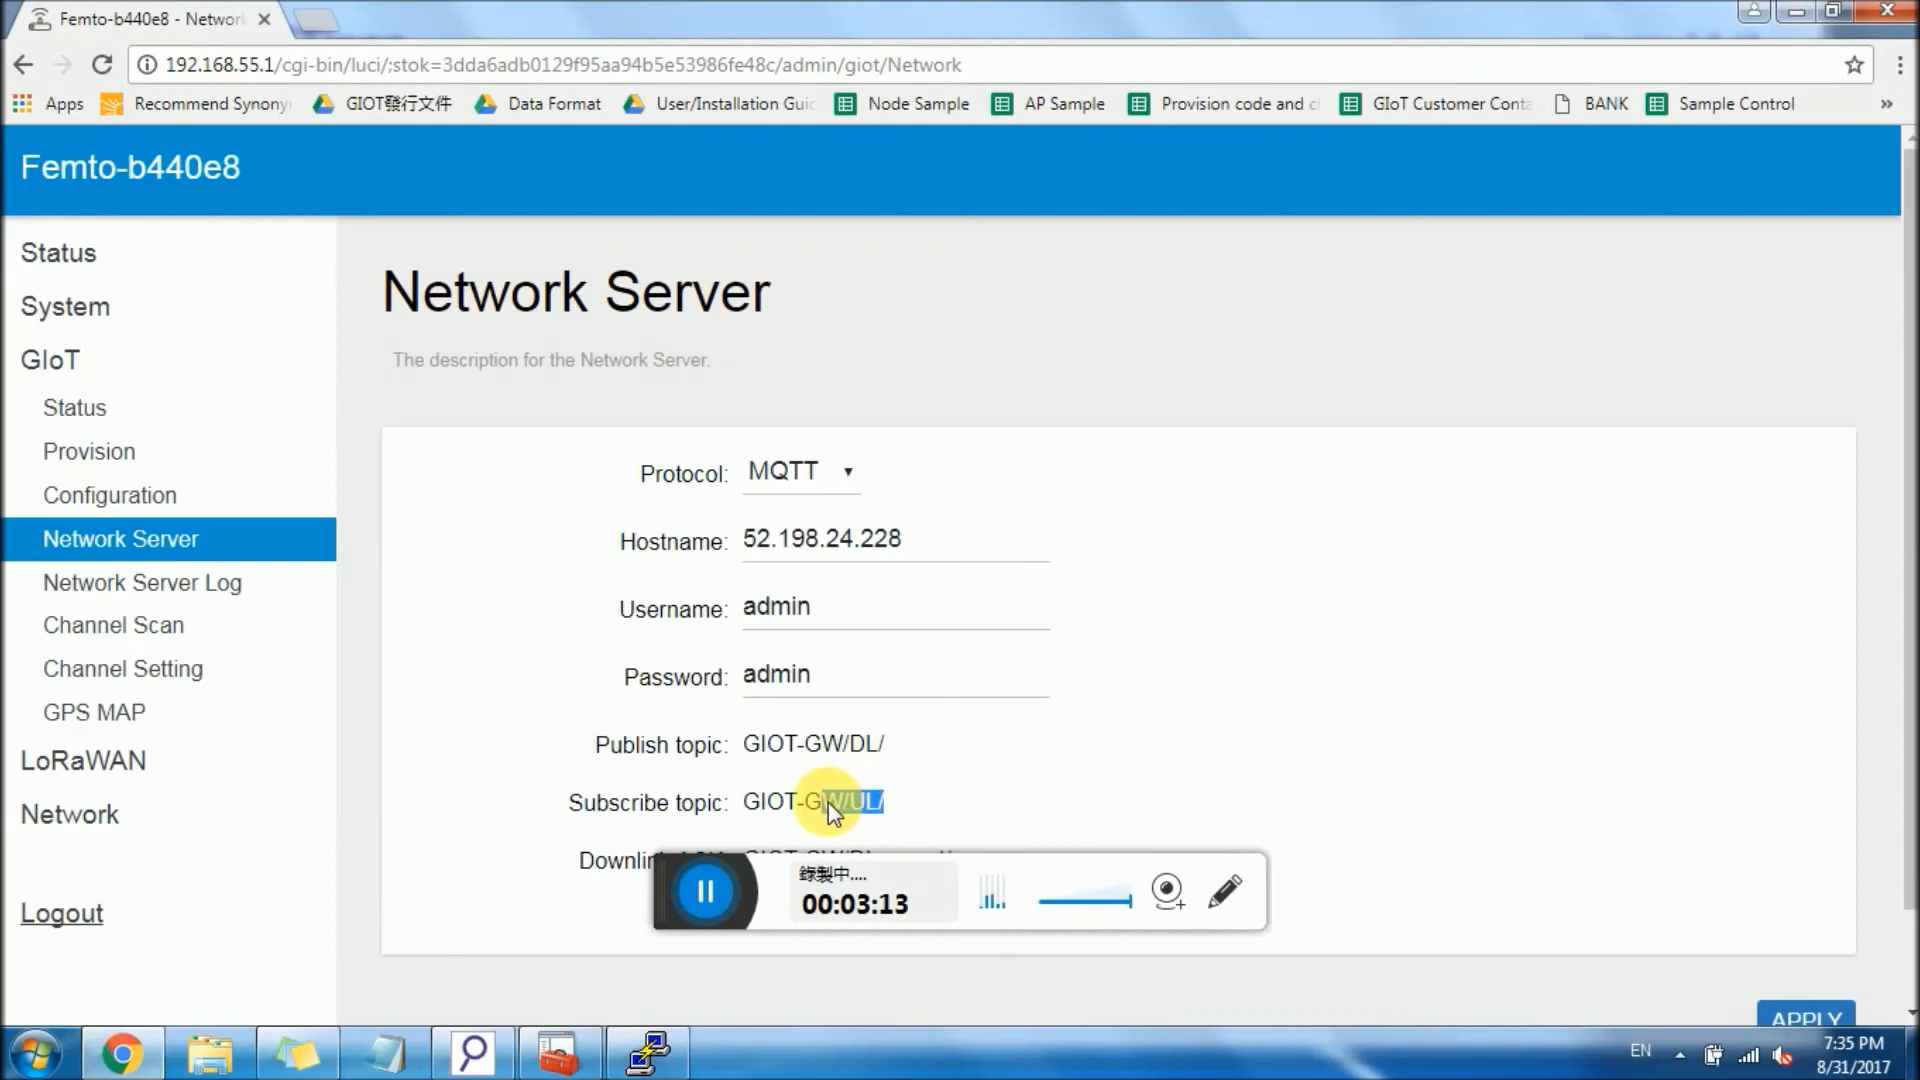 Femto-b440e8 - Networ
192.168.55.1/cgi-bin/luci/;stok=3dda6adb0129f95aa94b5e53986fe48c/admin/giot/Network
Apps Recommend Synony GIOT發行文件 Data Format User/Installation Gui Node Sample AP Sample Provision code and c GIoT Customer Conta BANK Sample Control »
Femto-b440e8
Status
System
GIoT
Status
Provision
Configuration
Network Server
Network Server Log
Channel Scan
Channel Setting
GPS MAP
LoRaWAN
Network
Logout
Network Server
The description for the Network Server.
Protocol: MQTT
Hostname: 52.198.24.228
Username: admin
Password: admin
Publish topic: GIOT-GW/DL/
Subscribe topic: GIOT-GW/UL/
錄製中....
00:03:13
APPLY
EN
7:35 PM
8/31/2017